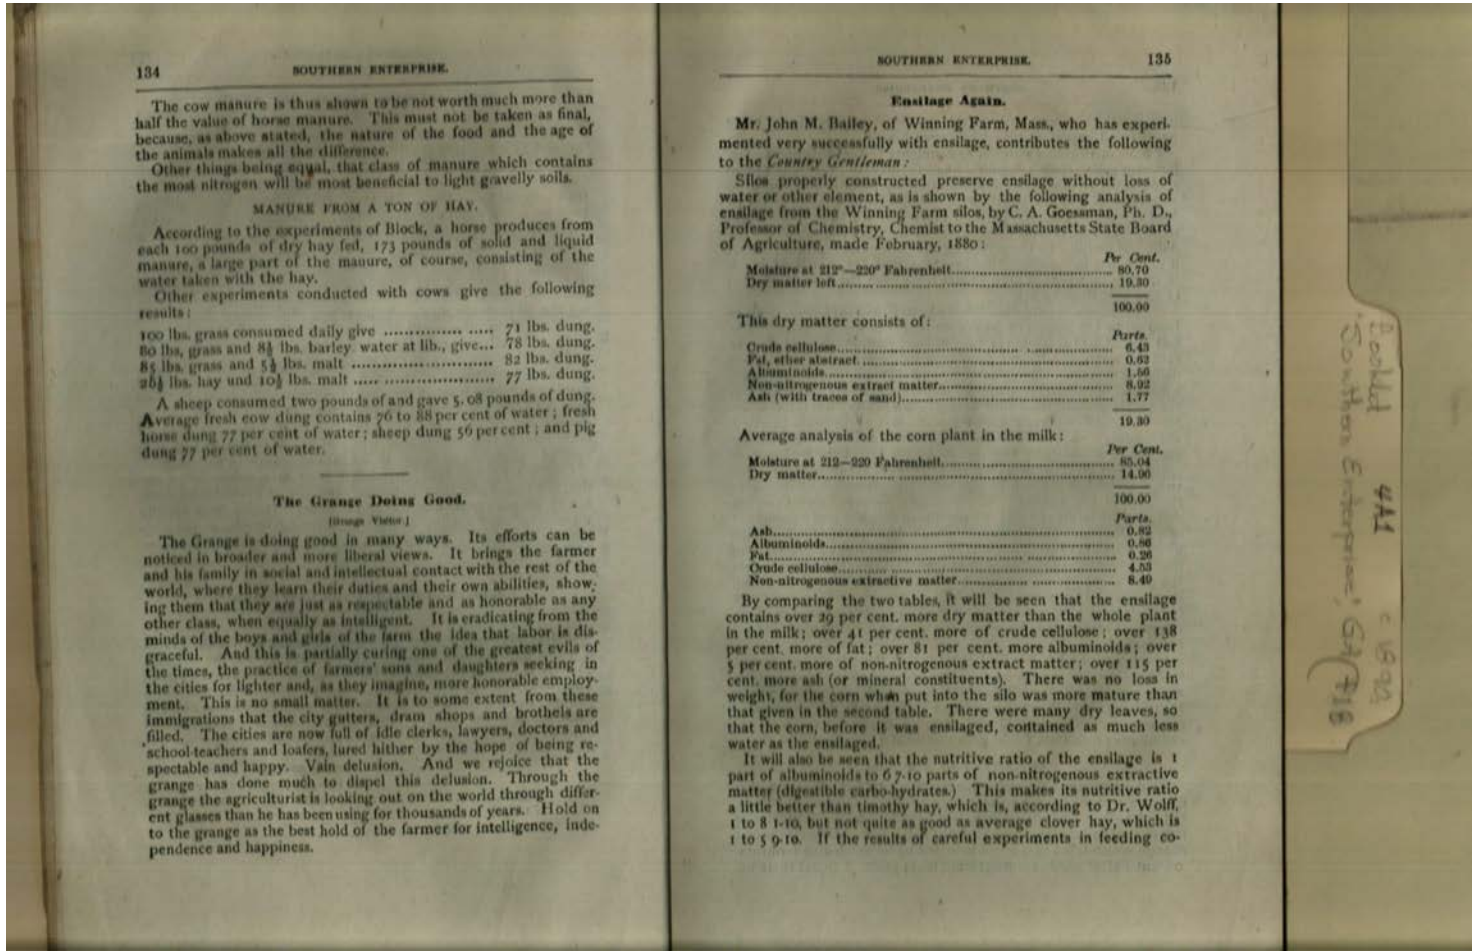 134
SOUTHERN ENTERPRISE.
The cow manure is thus shown to be not worth much more than
half the value of horse manure. This must not be taken as final,
because, as above stated, the nature of the food and the age of
the animals makes all the difference.
Other things being equal, that class of manure which contains
the most nitrogen will be most beneficial to light gravelly soils.
MANURE FROM A TON OF HAY.
According to the experiments of Block, a horse produces from
each 100 pounds of dry hay fed, 173 pounds of solid and liquid
manure, a large part of the manure, of course, consisting of the
water taken with the hay.
Other experiments conducted with cows give the following
results:
100 lbs. grass consumed daily give .................... 71 lbs. dung.
80 lbs, grass and 8½ lbs. barley water at lib., give... 78 lbs. dung.
85 lbs. grass and 5½ lbs. malt .......................... 82 lbs. dung.
26½ lbs. hay und 10½ lbs. malt .......................... 77 lbs. dung.
A sheep consumed two pounds of and gave 5.08 pounds of dung.
Average fresh cow dung contains 76 to 88 per cent of water; fresh
horse dung 77 per cent of water; sheep dung 56 per cent; and pig
dung 77 per cent of water.
The Grange Doing Good.
[Grange Visitor.]
The Grange is doing good in many ways. Its efforts can be
noticed in broader and more liberal views. It brings the farmer
and his family in social and intellectual contact with the rest of the
world, where they learn their duties and their own abilities, show-
ing them that they are just as respectable and as honorable as any
other class, when equally as intelligent. It is eradicating from the
minds of the boys and girls of the farm the idea that labor is dis-
graceful. And this is partially curing one of the greatest evils of
the times, the practice of farmers' sons and daughters seeking in
the cities for lighter and, as they imagine, more honorable employ-
ment. This is no small matter. It is to some extent from these
immigrations that the city gutters, dram shops and brothels are
filled. The cities are now full of idle clerks, lawyers, doctors and
school-teachers and loafers, lured hither by the hope of being re-
spectable and happy. Vain delusion. And we rejoice that the
grange has done much to dispel this delusion. Through the
grange the agriculturist is looking out on the world through differ-
ent glasses than he has been using for thousands of years. Hold on
to the grange as the best hold of the farmer for intelligence, inde-
pendence and happiness.
SOUTHERN ENTERPRISE.
135
Ensilage Again.
Mr. John M. Bailey, of Winning Farm, Mass., who has experi-
mented very successfully with ensilage, contributes the following
to the Country Gentleman:
Silos properly constructed preserve ensilage without loss of
water or other element, as is shown by the following analysis of
ensilage from the Winning Farm silos, by C. A. Goessman, Ph. D.,
Professor of Chemistry, Chemist to the Massachusetts State Board
of Agriculture, made February, 1880:
Per Cent.
Moisture at 212°—220° Fahrenheit.................... 80.70
Dry matter left.................... 19.30
100.00
This dry matter consists of:
Parts.
Crude cellulose.................... 6.43
Fat, ether abstract.................... 0.62
Albuminoids.................... 1.56
Non-nitrogenous extract matter.................... 8.92
Ash (with traces of sand).................... 1.77
19.30
Average analysis of the corn plant in the milk:
Per Cent.
Moisture at 212—220 Fahrenheit.................... 85.04
Dry matter.................... 14.96
100.00
Parts.
Ash.................... 0.82
Albuminoids.................... 0.86
Fat.................... 0.26
Crude cellulose.................... 4.53
Non-nitrogenous extractive matter.................... 8.49
By comparing the two tables, it will be seen that the ensilage
contains over 29 per cent. more dry matter than the whole plant
in the milk; over 41 per cent. more of crude cellulose; over 138
per cent. more of fat; over 81 per cent. more albuminoids; over
5 per cent. more of non-nitrogenous extract matter; over 115 per
cent. more ash (or mineral constituents). There was no loss in
weight, for the corn when put into the silo was more mature than
that given in the second table. There were many dry leaves, so
that the corn, before it was ensilaged, contained as much less
water as the ensilaged.
It will also be seen that the nutritive ratio of the ensilage is 1
part of albuminoids to 6 7-10 parts of non-nitrogenous extractive
matter (digestible carbo-hydrates.) This makes its nutritive ratio
a little better than timothy hay, which is, according to Dr. Wolff,
1 to 8 1-10, but not quite as good as average clover hay, which is
1 to 5 9-10. If the results of careful experiments in feeding co-
Booklet 4A1
"Southern Enterprise," GA
718